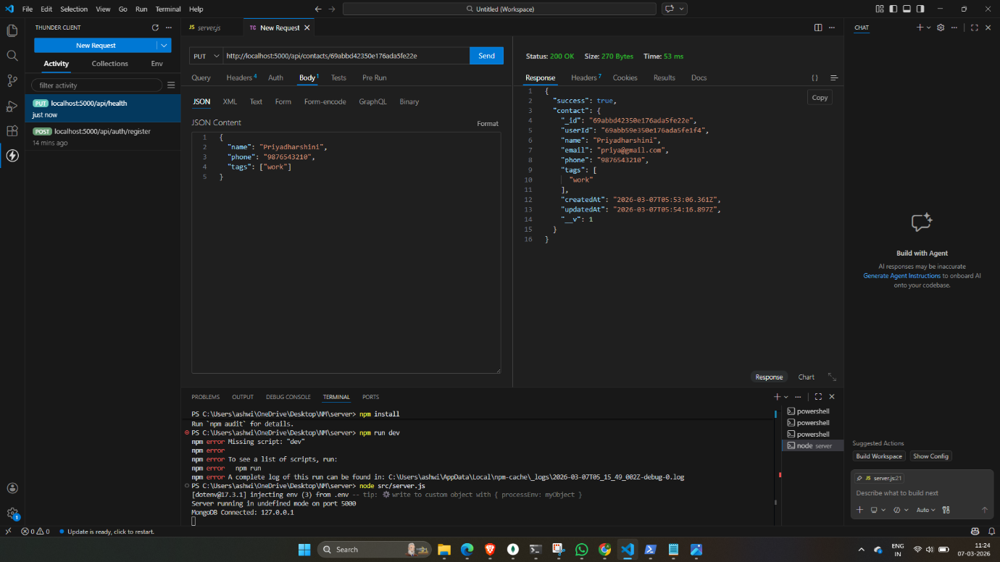 File Edit Selection View Go Run Terminal Help
Untitled (Workspace)
THUNDER CLIENT
New Request
Activity Collections Env
filter activity
PUT localhost:5000/api/health
just now
POST localhost:5000/api/auth/register
14 mins ago
JS server.js
TC New Request
PUT http://localhost:5000/api/contacts/69abbd42350e176ada5fe22e Send
Query Headers 4 Auth Body 1 Tests Pre Run
JSON XML Text Form Form-encode GraphQL Binary
JSON Content Format
1 {
2 "name": "Priyadharshini",
3 "phone": "9876543210",
4 "tags": ["work"]
5 }
Status: 200 OK Size: 270 Bytes Time: 53 ms
Response Headers 7 Cookies Results Docs { }
Copy
1 {
2 "success": true,
3 "contact": {
4 "_id": "69abbd42350e176ada5fe22e",
5 "userId": "69abb59e350e176ada5fe1f4",
6 "name": "Priyadharshini",
7 "email": "priya@gmail.com",
8 "phone": "9876543210",
9 "tags": [
10 "work"
11 ],
12 "createdAt": "2026-03-07T05:53:06.361Z",
13 "updatedAt": "2026-03-07T05:54:16.897Z",
14 "__v": 1
15 }
16 }
Response Chart
PROBLEMS OUTPUT DEBUG CONSOLE TERMINAL PORTS
PS C:\Users\ashwi\OneDrive\Desktop\NM\server> npm install
Run `npm audit` for details.
PS C:\Users\ashwi\OneDrive\Desktop\NM\server> npm run dev
npm error Missing script: "dev"
npm error
npm error To see a list of scripts, run:
npm error npm run
npm error A complete log of this run can be found in: C:\Users\ashwi\AppData\Local\npm-cache\_logs\2026-03-07T05_15_49_002Z-debug-0.log
PS C:\Users\ashwi\OneDrive\Desktop\NM\server> node src/server.js
[dotenv@17.3.1] injecting env (3) from .env -- tip: ⚙️ write to custom object with { processEnv: myObject }
Server running in undefined mode on port 5000
MongoDB Connected: 127.0.0.1
powershell
powershell
powershell
node server
CHAT
Build with Agent
AI responses may be inaccurate
Generate Agent Instructions to onboard AI
onto your codebase.
Suggested Actions
Build Workspace Show Config
server.js:21
Describe what to build next
Auto
1
0 0 Update is ready, click to restart.
Search
ENG
IN
11:24
07-03-2026